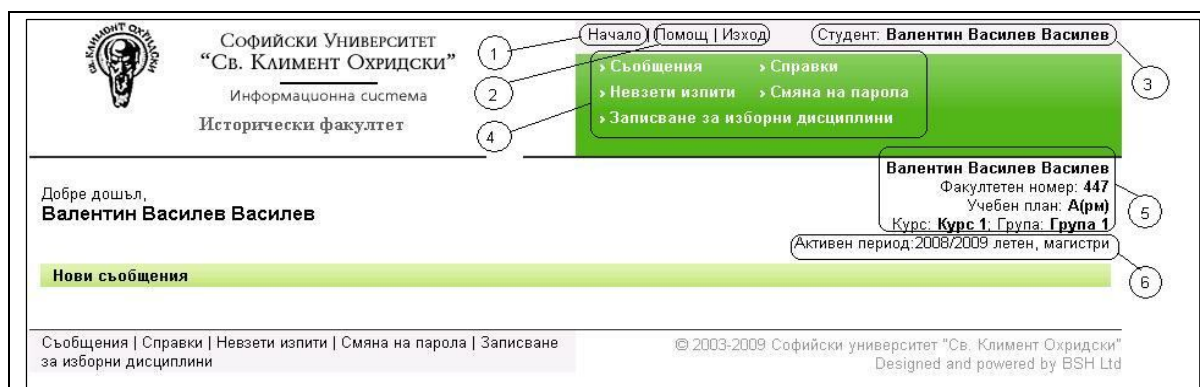 СВ. КЛИМЕНТ ОХРИДСКИ
Софийски Университет
“Св. Климент Охридски”
Информационна система
Исторически факултет
1
2
4
Начало | Помощ | Изход
Студент: Валентин Василев Василев
3
› Съобщения › Справки
› Невзети изпити › Смяна на парола
› Записване за изборни дисциплини
Добре дошъл,
Валентин Василев Василев
Валентин Василев Василев
Факултетен номер: 447
Учебен план: А(рм)
Курс: Курс 1; Група: Група 1
5
Активен период:2008/2009 летен, магистри
6
Нови съобщения
Съобщения | Справки | Невзети изпити | Смяна на парола | Записване
за изборни дисциплини
© 2003-2009 Софийски университет "Св. Климент Охридски"
Designed and powered by BSH Ltd